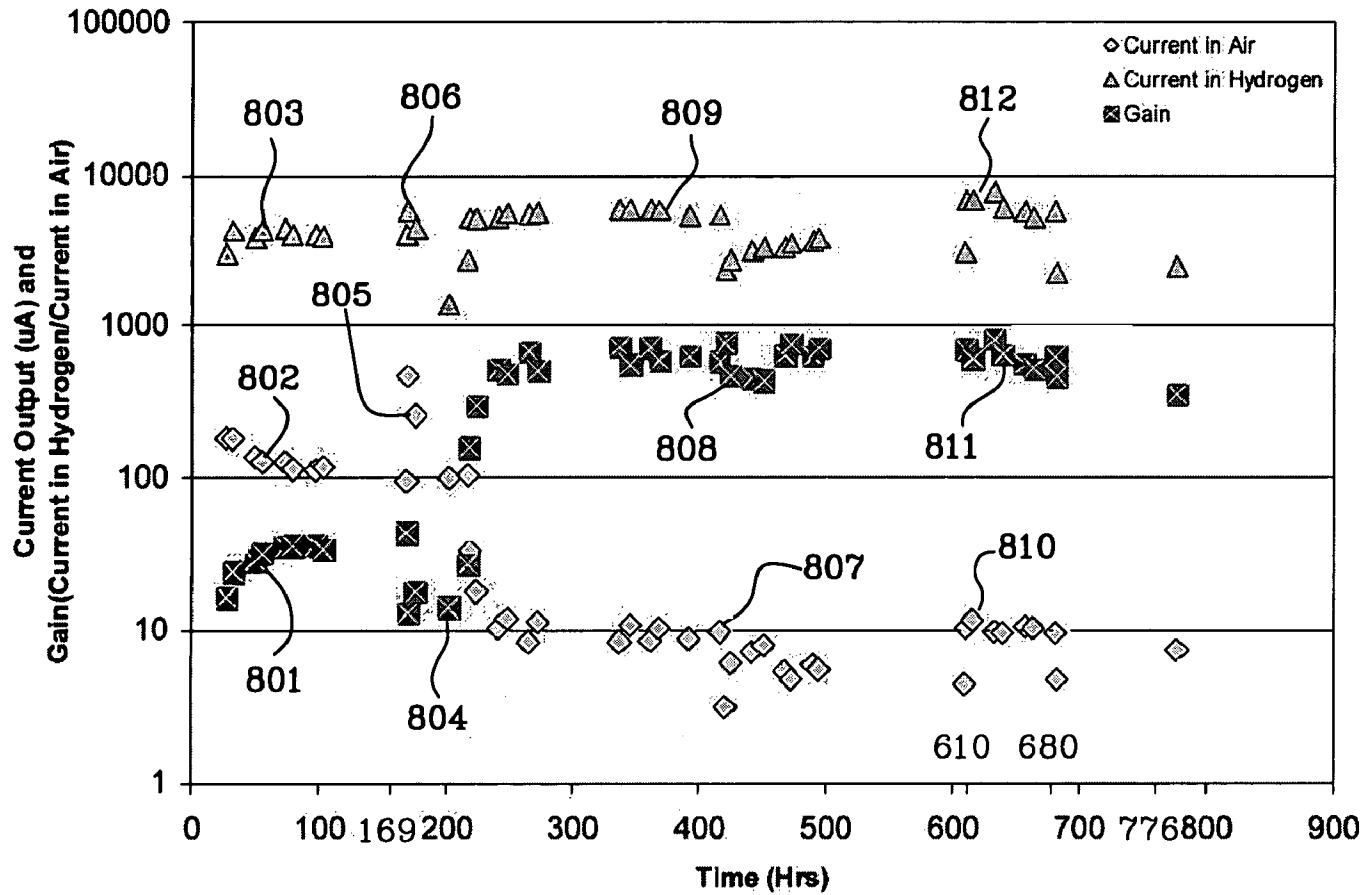 100000
10000
1000
100
10
1
Current Output (uA) and
Gain(Current in Hydrogen/Current in Air)
Current in Air
Current in Hydrogen
Gain
803
806
809
812
805
802
808
811
807
810
801
804
610 680
0 100 169 200 300 400 500 600 700 776 800 900
Time (Hrs)